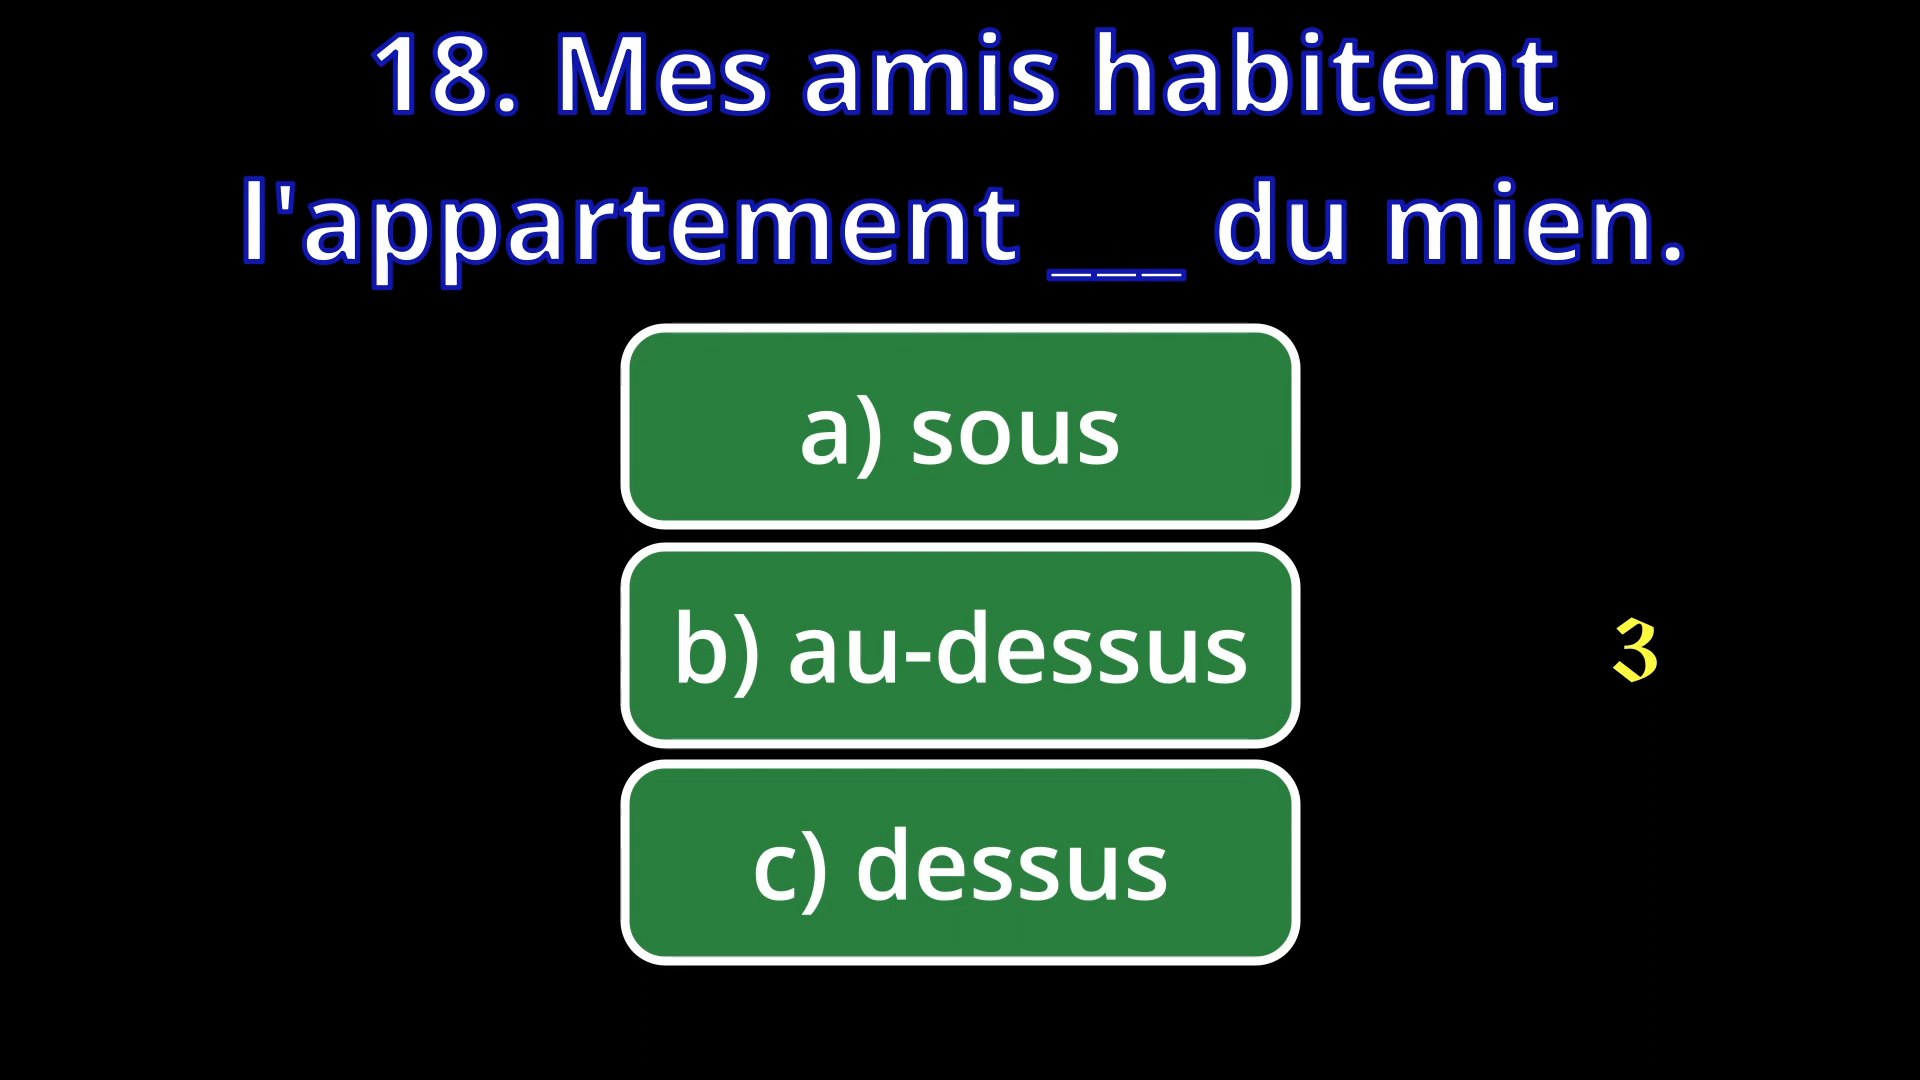 18. Mes amis habitent
l'appartement ___ du mien.
a) sous
b) au-dessus
3
c) dessus